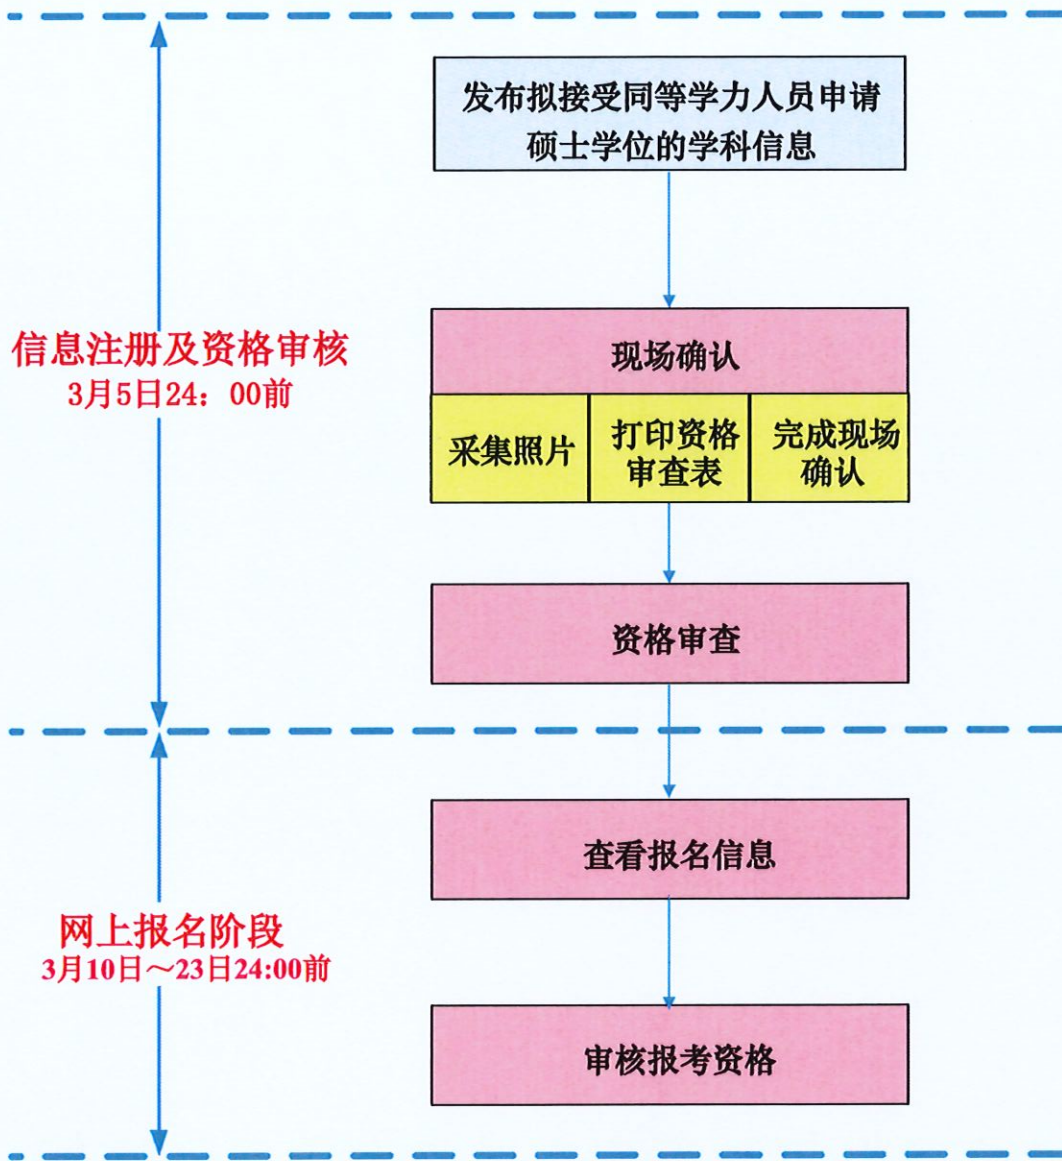 发布拟接受同等学力人员申请
硕士学位的学科信息
信息注册及资格审核
3月5日24：00前
现场确认
采集照片
打印资格
审查表
完成现场
确认
资格审查
查看报名信息
网上报名阶段
3月10日～23日24:00前
审核报考资格